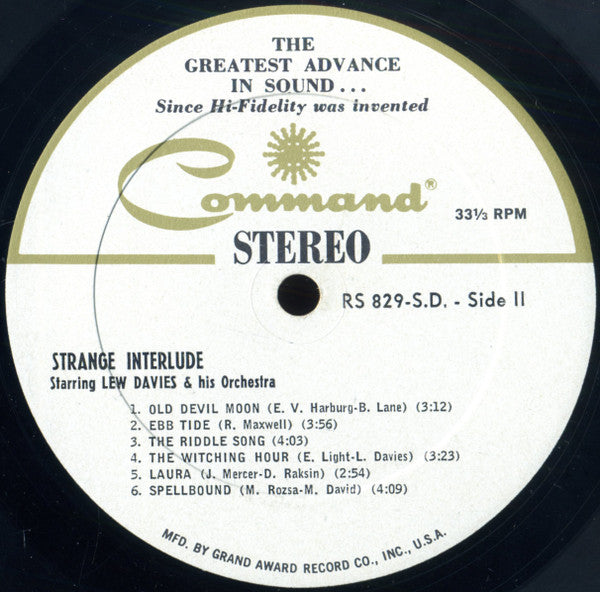 THE
GREATEST ADVANCE
IN SOUND...
Since Hi-Fidelity was invented
Command®
33⅓ RPM
STEREO
RS 829-S.D. - Side II
STRANGE INTERLUDE
Starring LEW DAVIES & his Orchestra
1. OLD DEVIL MOON (E. V. Harburg-B. Lane) (3:12)
2. EBB TIDE (R. Maxwell) (3:56)
3. THE RIDDLE SONG (4:03)
4. THE WITCHING HOUR (E. Light-L. Davies) (3:23)
5. LAURA (J. Mercer-D. Raksin) (2:54)
6. SPELLBOUND (M. Rozsa-M. David) (4:09)
MFD. BY GRAND AWARD RECORD CO., INC., U.S.A.